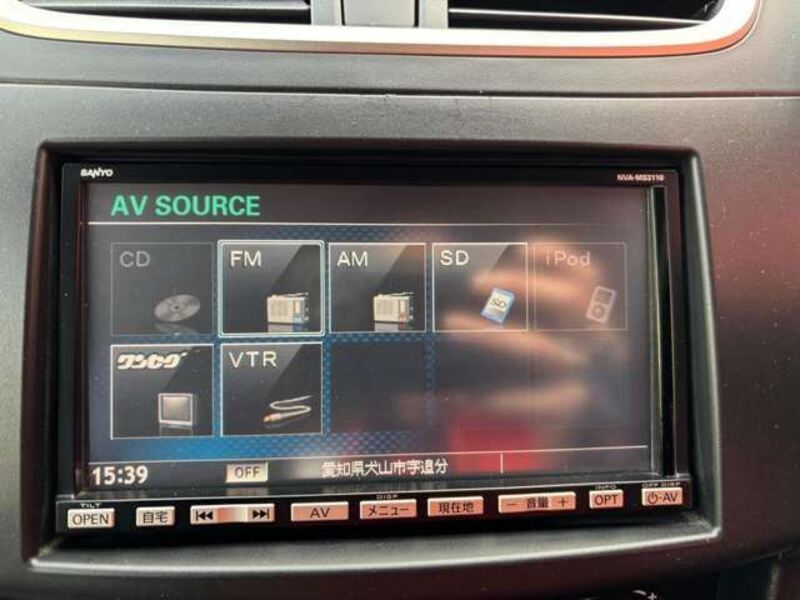 SANYO
NVA-MS3110
AV SOURCE
CD FM AM SD iPod
SD
ワンセグ VTR
15:39 OFF 愛知県犬山市字追分
TILT DISP INFO OFF DISP
OPEN 自宅 AV メニュー 現在地 − 音量 + OPT AV